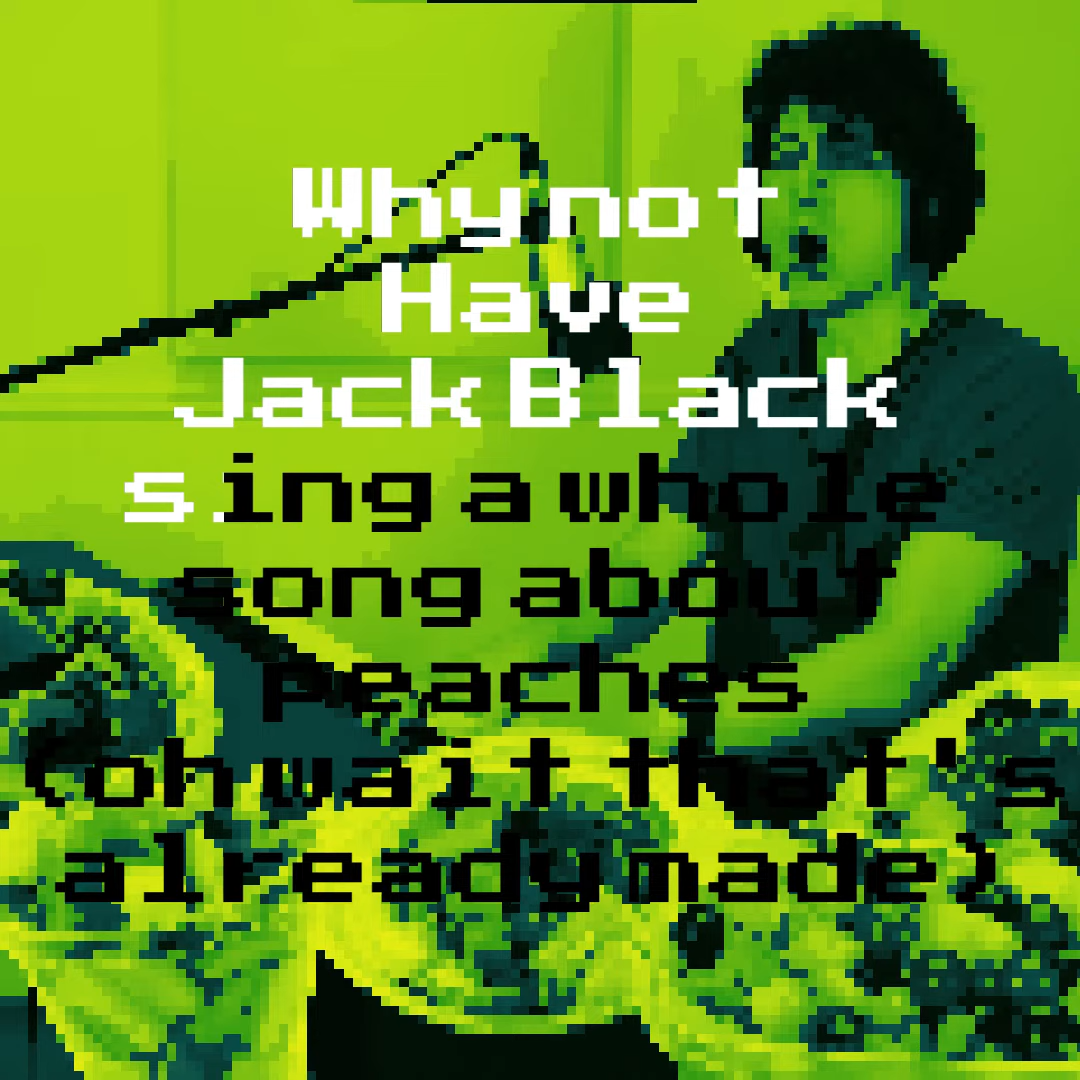 Why not
Have
Jack Black
sing a whole
song about
peaches
(oh wait that's
already made)